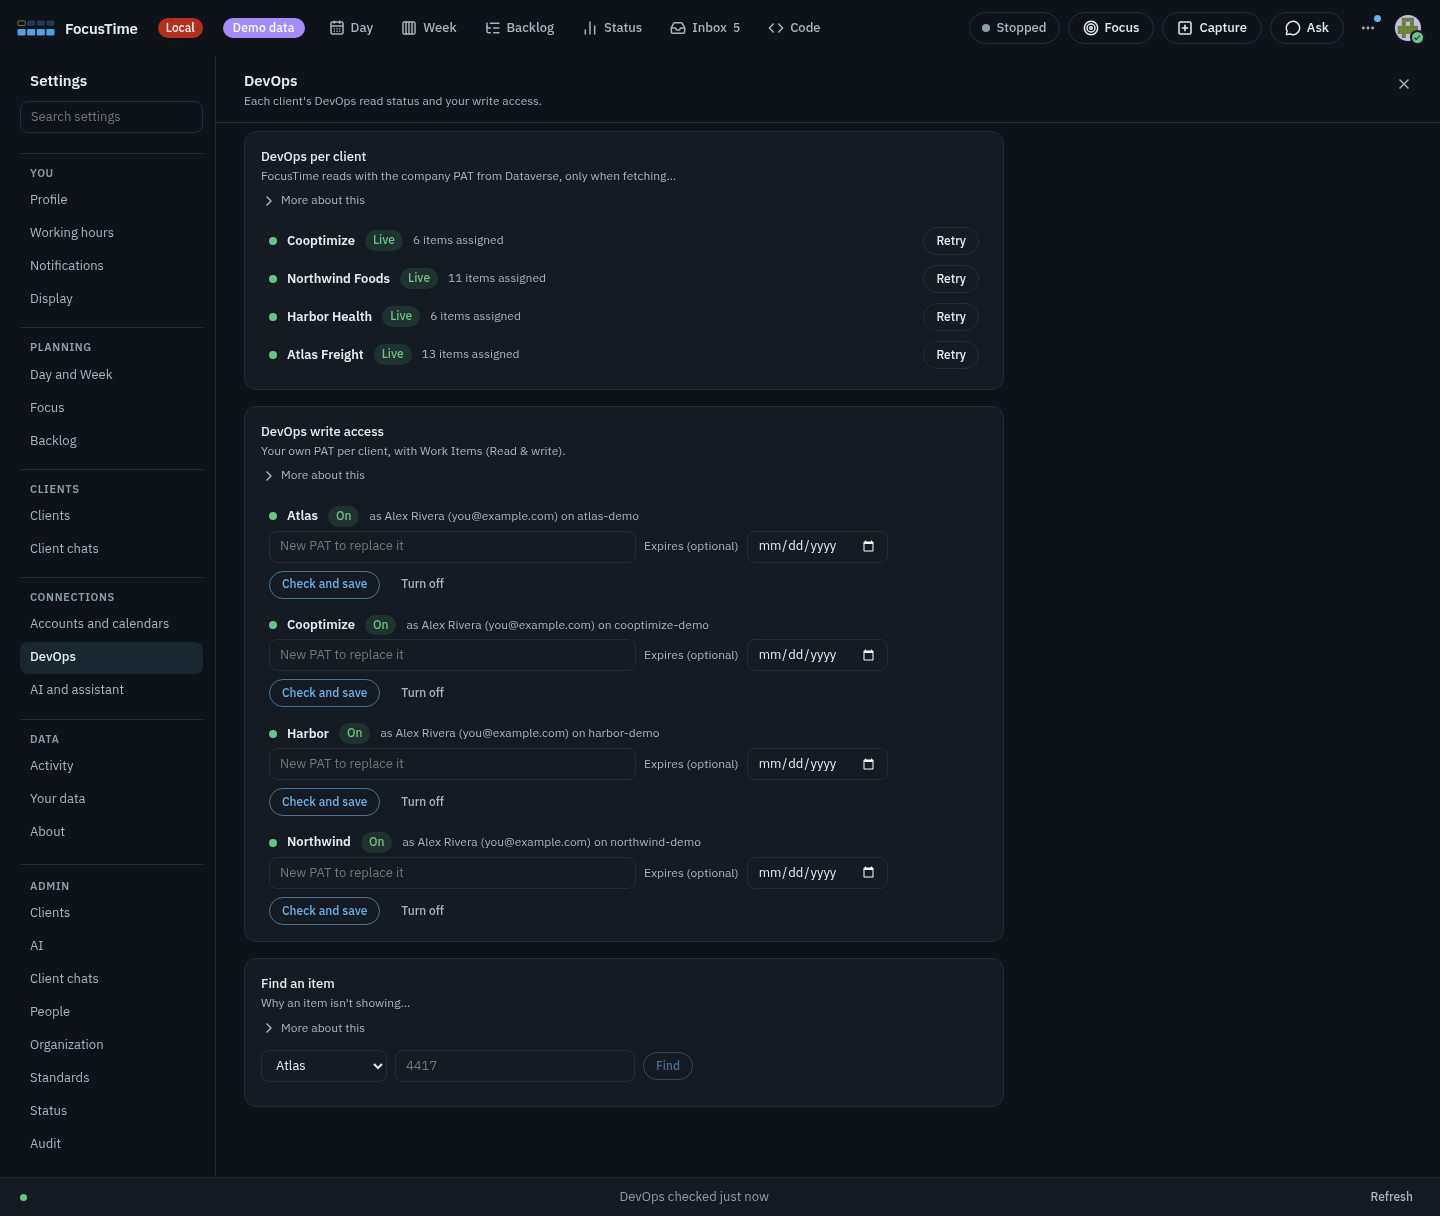 FocusTime
Local
Demo data
Day
Week
Backlog
Status
Inbox 5
Code
Stopped
Focus
Capture
Ask
Settings
Search settings
YOU
Profile
Working hours
Notifications
Display
PLANNING
Day and Week
Focus
Backlog
CLIENTS
Clients
Client chats
CONNECTIONS
Accounts and calendars
DevOps
AI and assistant
DATA
Activity
Your data
About
ADMIN
Clients
AI
Client chats
People
Organization
Standards
Status
Audit
DevOps
Each client's DevOps read status and your write access.
DevOps per client
FocusTime reads with the company PAT from Dataverse, only when fetching...
More about this
Cooptimize Live 6 items assigned Retry
Northwind Foods Live 11 items assigned Retry
Harbor Health Live 6 items assigned Retry
Atlas Freight Live 13 items assigned Retry
DevOps write access
Your own PAT per client, with Work Items (Read & write).
More about this
Atlas On as Alex Rivera (you@example.com) on atlas-demo
New PAT to replace it Expires (optional) mm/dd/yyyy
Check and save Turn off
Cooptimize On as Alex Rivera (you@example.com) on cooptimize-demo
New PAT to replace it Expires (optional) mm/dd/yyyy
Check and save Turn off
Harbor On as Alex Rivera (you@example.com) on harbor-demo
New PAT to replace it Expires (optional) mm/dd/yyyy
Check and save Turn off
Northwind On as Alex Rivera (you@example.com) on northwind-demo
New PAT to replace it Expires (optional) mm/dd/yyyy
Check and save Turn off
Find an item
Why an item isn't showing...
More about this
Atlas 4417 Find
DevOps checked just now
Refresh